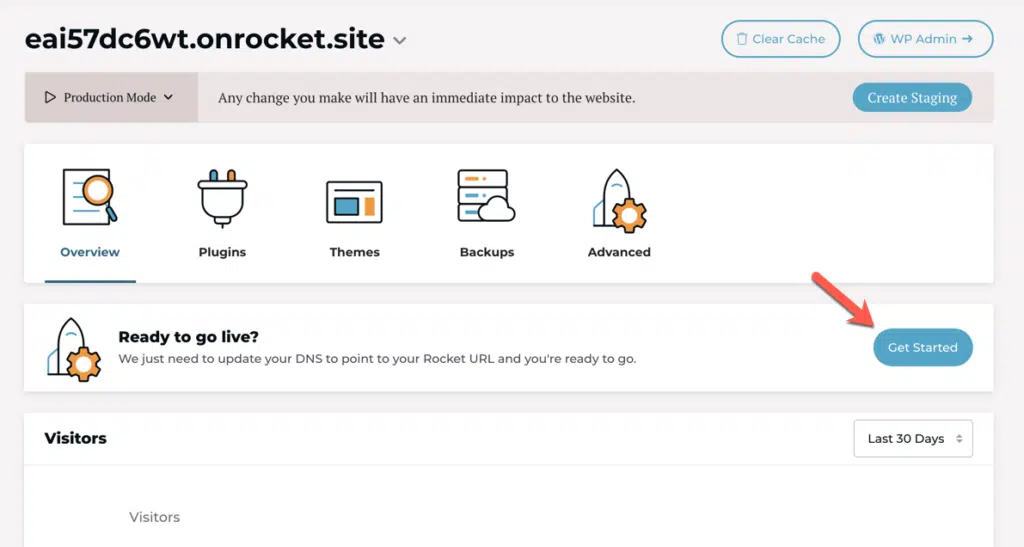 eai57dc6wt.onrocket.site
Clear Cache
WP Admin →
Production Mode
Any change you make will have an immediate impact to the website.
Create Staging
Overview
Plugins
Themes
Backups
Advanced
Ready to go live?
We just need to update your DNS to point to your Rocket URL and you're ready to go.
Get Started
Visitors
Last 30 Days
Visitors